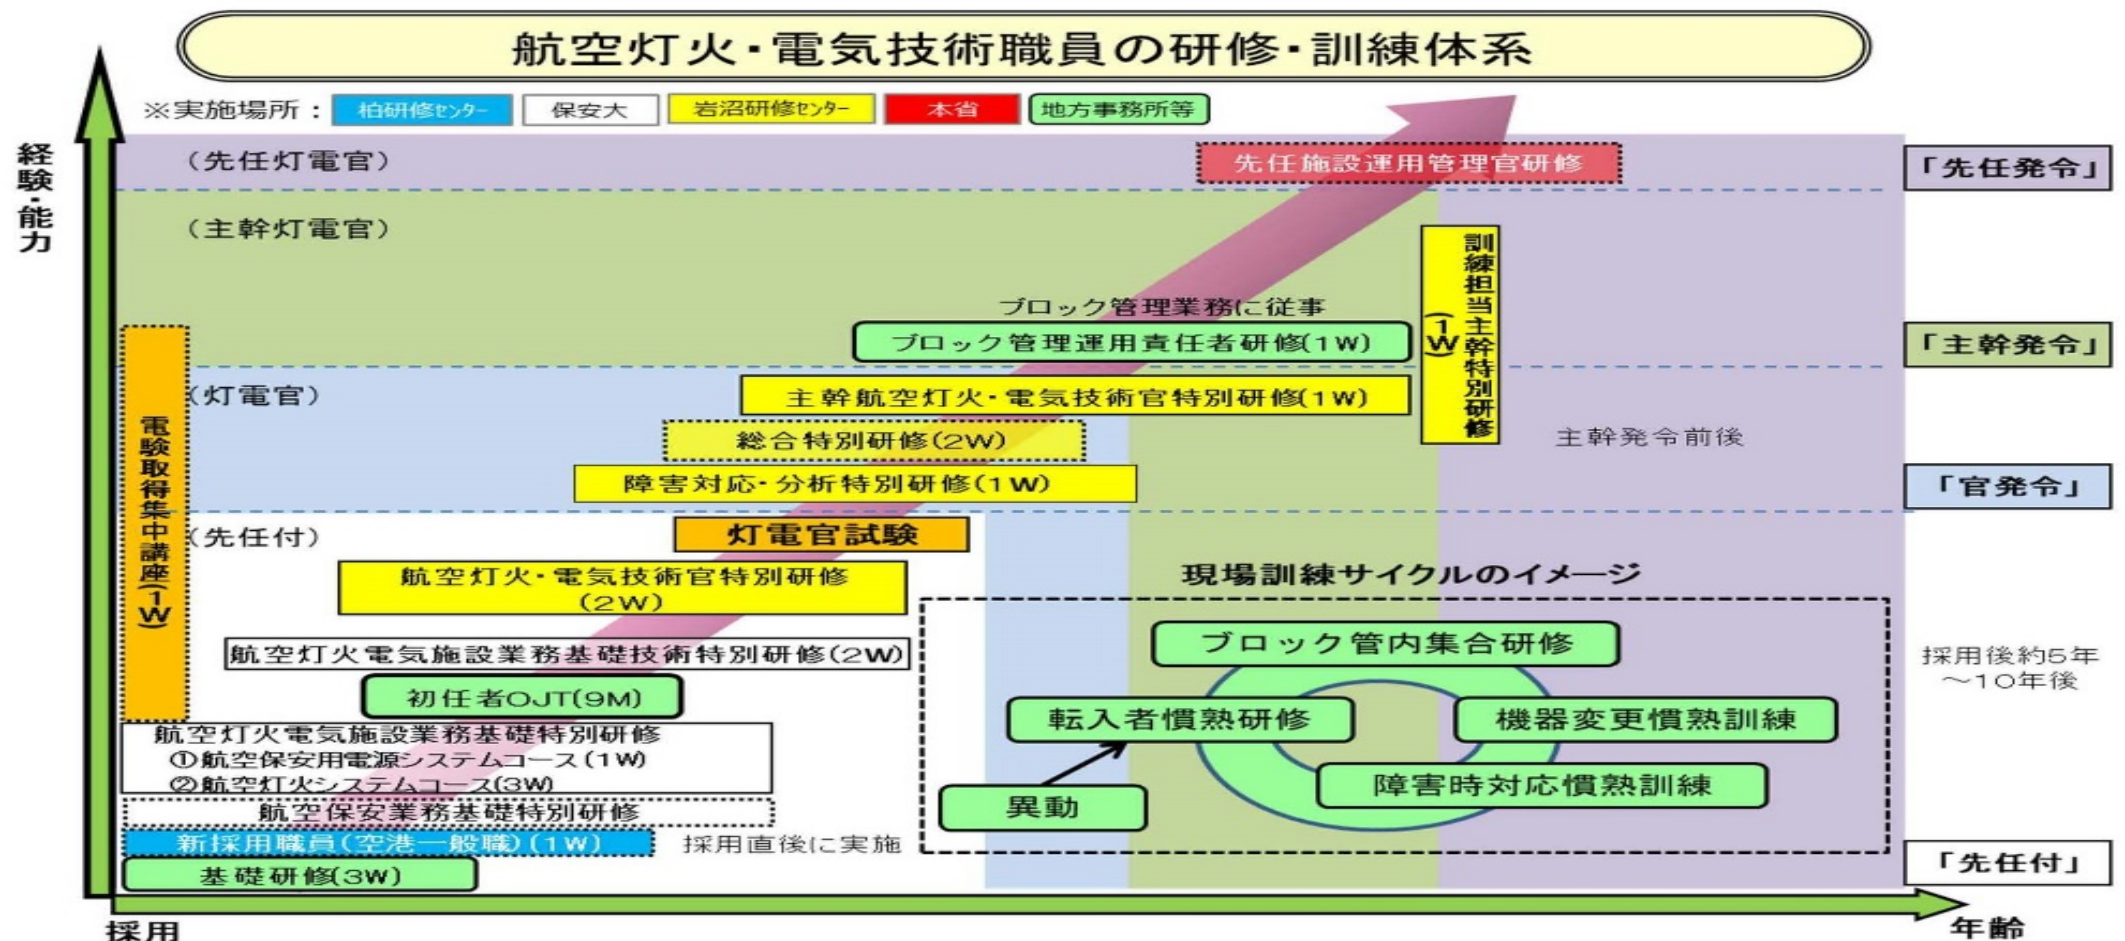 航空灯火・電気技術職員の研修・訓練体系
※実施場所：
柏研修ｾﾝﾀｰ
保安大
岩沼研修ｾﾝﾀｰ
本省
地方事務所等
経験・能力
（先任灯電官）
先任施設運用管理官研修
「先任発令」
（主幹灯電官）
訓練担当主幹特別研修
（1W）
ブロック管理業務に従事
ブロック管理運用責任者研修(1W)
「主幹発令」
電験取得集中講座(1W)
（灯電官）
主幹航空灯火・電気技術官特別研修(1W)
総合特別研修(2W)
主幹発令前後
障害対応・分析特別研修(1W)
「官発令」
（先任付）
灯電官試験
航空灯火・電気技術官特別研修
(2W)
現場訓練サイクルのイメージ
航空灯火電気施設業務基礎技術特別研修(2W)
ブロック管内集合研修
採用後約5年
～10年後
初任者OJT(9M)
転入者慣熟研修
機器変更慣熟訓練
航空灯火電気施設業務基礎特別研修
①航空保安用電源システムコース(1W)
②航空灯火システムコース(3W)
障害時対応慣熟訓練
異動
航空保安業務基礎特別研修
新採用職員(空港一般職)(1W)
採用直後に実施
基礎研修(3W)
「先任付」
採用
年齢